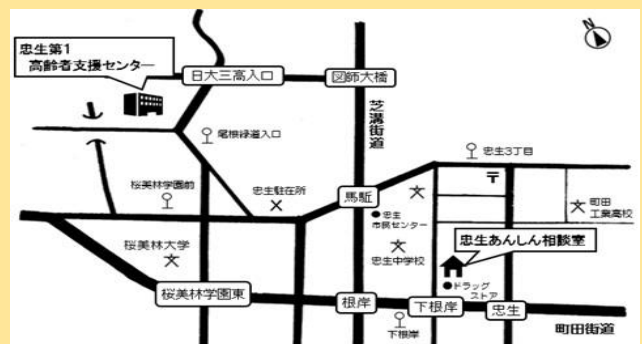 N
忠生第1
高齢者支援センター
日大三高入口
図師大橋
芝溝街道
尾根緑道入口
忠生3丁目
〒
桜美林学園前
忠生駐在所
馬駈
忠生
市民センター
町田
工業高校
忠生あんしん相談室
桜美林大学
忠生中学校
ドラッグ
ストア
桜美林学園東
根岸
下根岸
忠生
下根岸
町田街道